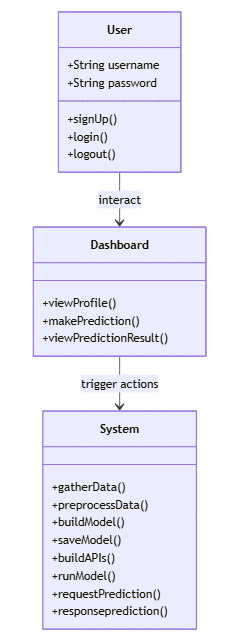 User
+String username
+String password
+signUp()
+login()
+logout()
interact
Dashboard
+viewProfile()
+makePrediction()
+viewPredictionResult()
trigger actions
System
+gatherData()
+preprocessData()
+buildModel()
+saveModel()
+buildAPIs()
+runModel()
+requestPrediction()
+responseprediction()